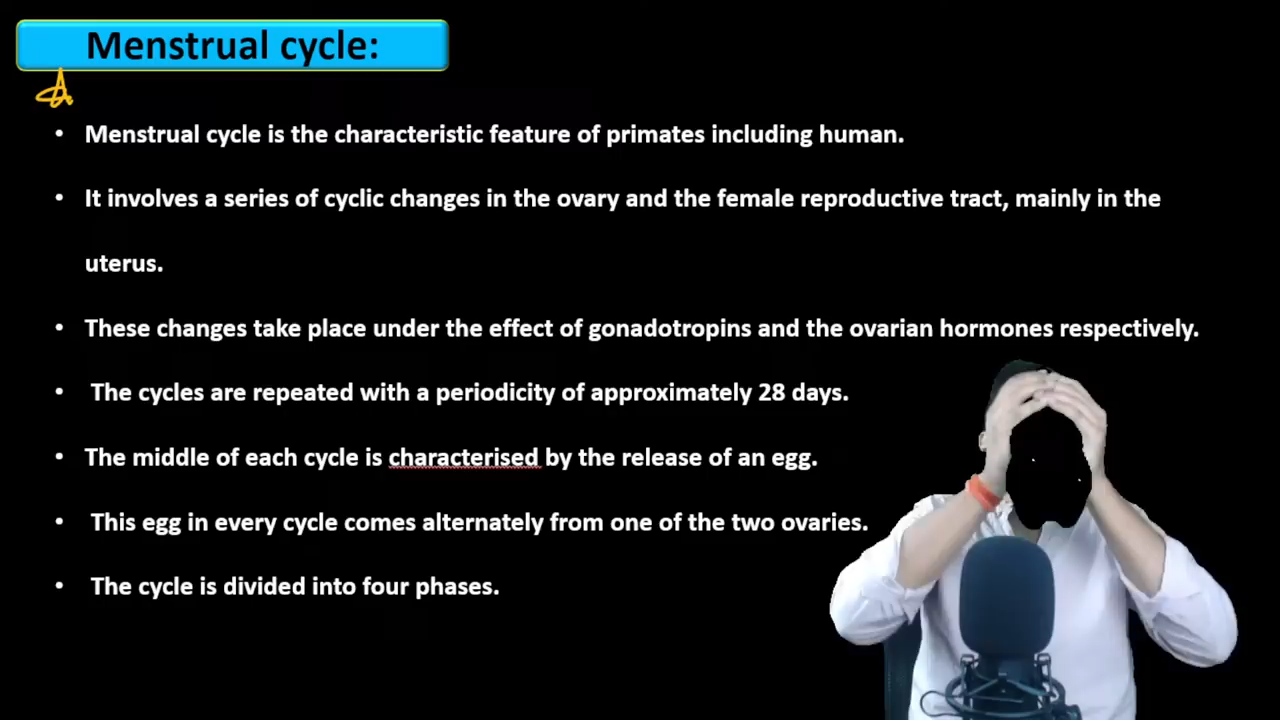 Menstrual cycle:
• Menstrual cycle is the characteristic feature of primates including human.
• It involves a series of cyclic changes in the ovary and the female reproductive tract, mainly in the
uterus.
• These changes take place under the effect of gonadotropins and the ovarian hormones respectively.
• The cycles are repeated with a periodicity of approximately 28 days.
• The middle of each cycle is characterised by the release of an egg.
• This egg in every cycle comes alternately from one of the two ovaries.
• The cycle is divided into four phases.